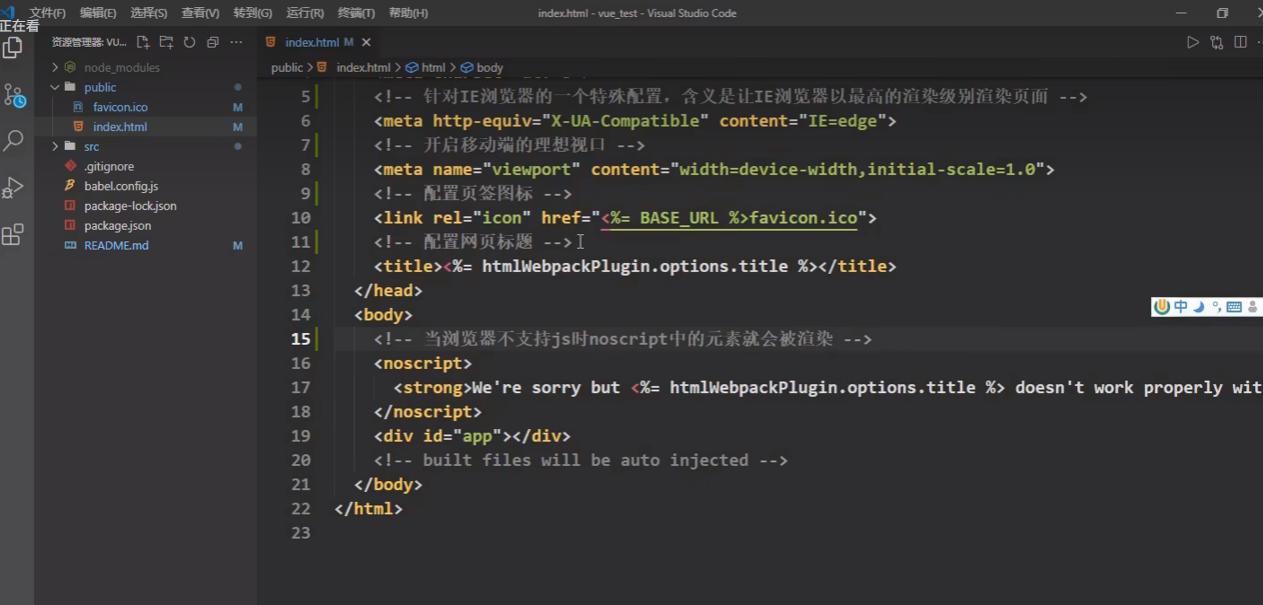 文件(F) 编辑(E) 选择(S) 查看(V) 转到(G) 运行(R) 终端(T) 帮助(H) index.html - vue_test - Visual Studio Code
正在看
资源管理器: VU...
index.html M
node_modules
public
favicon.ico M
index.html M
src
.gitignore
babel.config.js
package-lock.json
package.json
README.md M
public > index.html > html > body
5 <!-- 针对IE浏览器的一个特殊配置，含义是让IE浏览器以最高的渲染级别渲染页面 -->
6 <meta http-equiv="X-UA-Compatible" content="IE=edge">
7 <!-- 开启移动端的理想视口 -->
8 <meta name="viewport" content="width=device-width,initial-scale=1.0">
9 <!-- 配置页签图标 -->
10 <link rel="icon" href="<%= BASE_URL %>favicon.ico">
11 <!-- 配置网页标题 -->
12 <title><%= htmlWebpackPlugin.options.title %></title>
13 </head>
14 <body>
15 <!-- 当浏览器不支持js时noscript中的元素就会被渲染 -->
16 <noscript>
17 <strong>We're sorry but <%= htmlWebpackPlugin.options.title %> doesn't work properly wit
18 </noscript>
19 <div id="app"></div>
20 <!-- built files will be auto injected -->
21 </body>
22 </html>
23
中